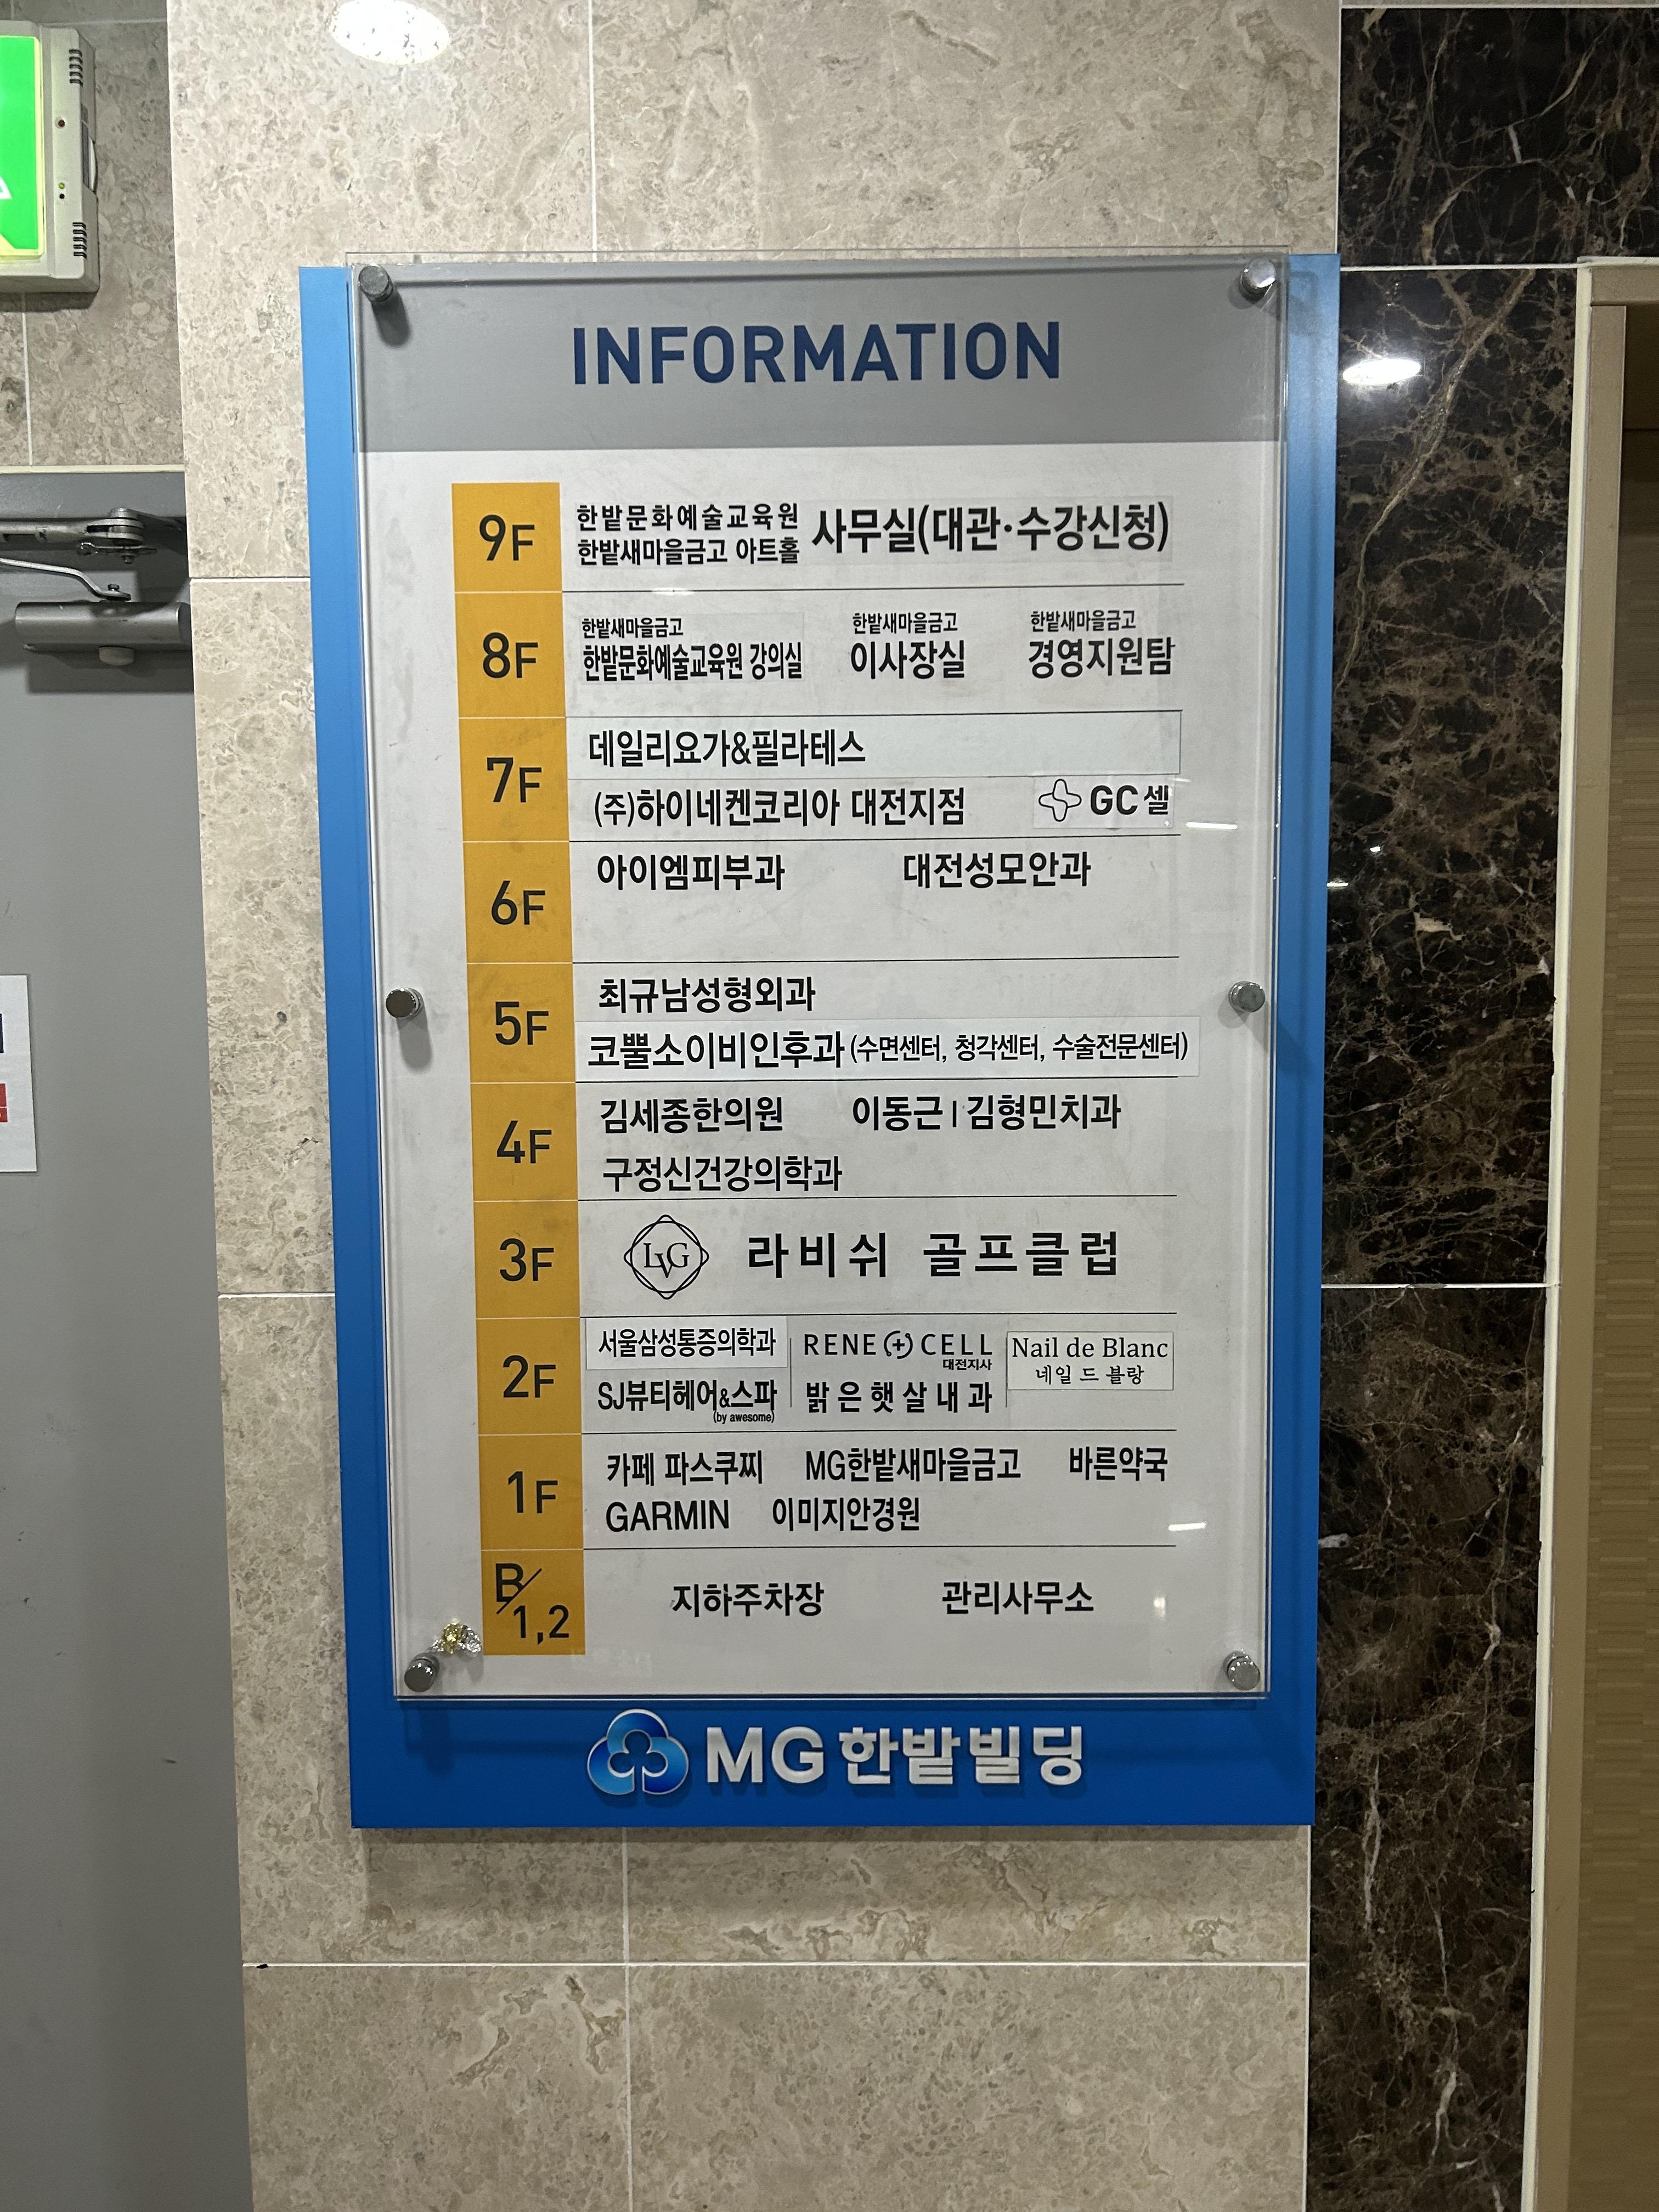 INFORMATION
9F
한밭문화예술교육원
한밭새마을금고 아트홀
사무실(대관·수강신청)
8F
한밭새마을금고
한밭문화예술교육원 강의실
한밭새마을금고
이사장실
한밭새마을금고
경영지원탐
7F
데일리요가&필라테스
(주)하이네켄코리아 대전지점
GC셀
6F
아이엠피부과 대전성모안과
5F
최규남성형외과
코뿔소이비인후과 (수면센터, 청각센터, 수술전문센터)
4F
김세종한의원 이동근 | 김형민치과
구정신건강의학과
3F
LVG 라비쉬 골프클럽
2F
서울삼성통증의학과
SJ뷰티헤어&스파
(by awesome)
RENE CELL
대전지사
밝은햇살내과
Nail de Blanc
네일 드 블랑
1F
카페 파스쿠찌 MG한밭새마을금고 바른약국
GARMIN 이미지안경원
B/1,2
지하주차장 관리사무소
MG 한밭빌딩